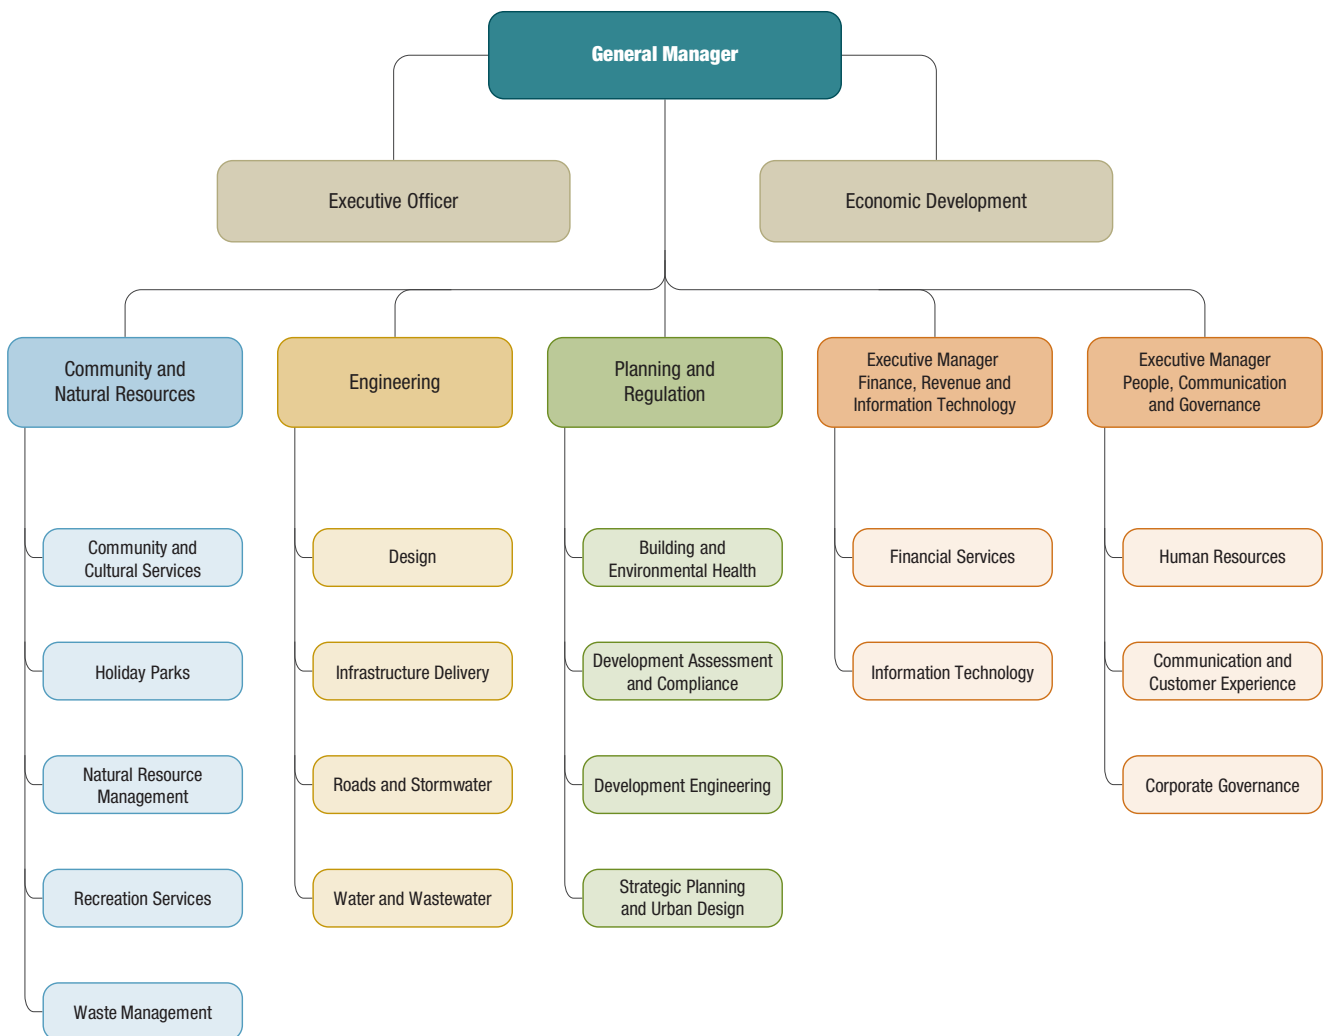 General Manager
Executive Officer
Economic Development
Community and
Natural Resources
Engineering
Planning and
Regulation
Executive Manager
Finance, Revenue and
Information Technology
Executive Manager
People, Communication
and Governance
Community and
Cultural Services
Design
Building and
Environmental Health
Financial Services
Human Resources
Holiday Parks
Infrastructure Delivery
Development Assessment
and Compliance
Information Technology
Communication and
Customer Experience
Natural Resource
Management
Roads and Stormwater
Development Engineering
Corporate Governance
Recreation Services
Water and Wastewater
Strategic Planning
and Urban Design
Waste Management